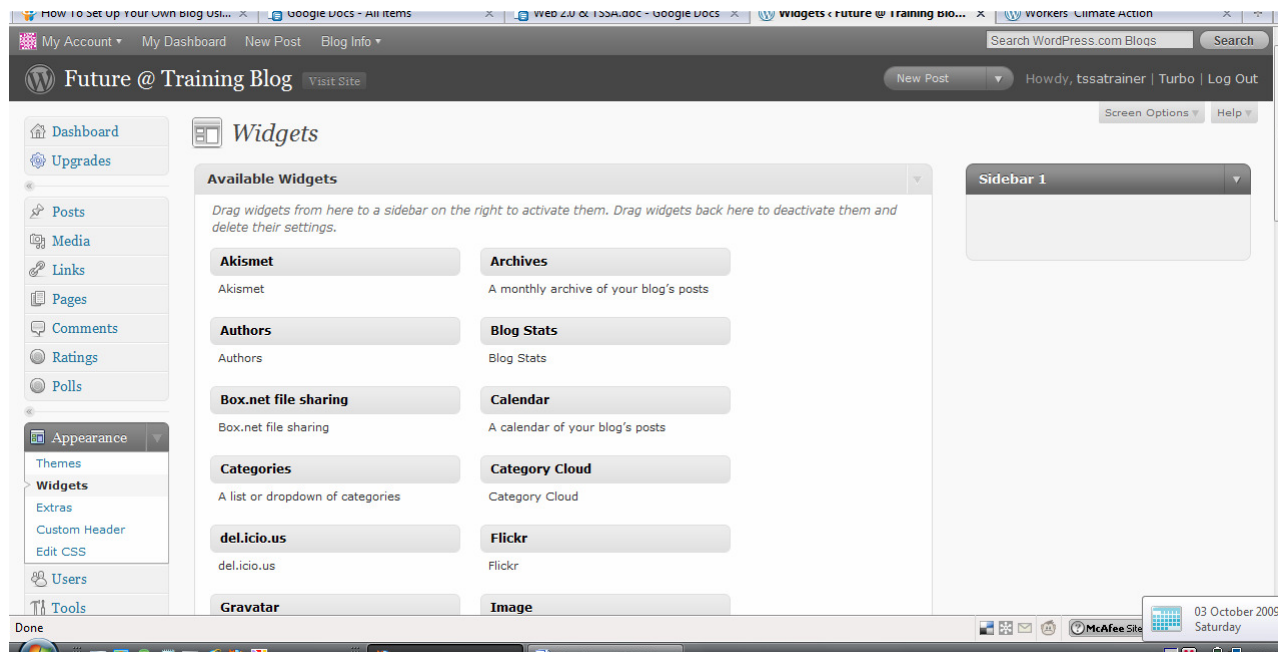 How To Set Up Your Own Blog Usi... Google Docs - All items Web 2.0 & TSSA.doc - Google Docs Widgets ‹ Future @ Training Blo... Workers' Climate Action
My Account My Dashboard New Post Blog Info Search WordPress.com Blogs Search
Future @ Training Blog Visit Site New Post Howdy, tssatrainer | Turbo | Log Out
Screen Options Help
Dashboard
Upgrades
Posts
Media
Links
Pages
Comments
Ratings
Polls
Appearance
Themes
Widgets
Extras
Custom Header
Edit CSS
Users
Tools
Widgets
Available Widgets
Drag widgets from here to a sidebar on the right to activate them. Drag widgets back here to deactivate them and
delete their settings.
Akismet Archives
Akismet A monthly archive of your blog's posts
Authors Blog Stats
Authors Blog Stats
Box.net file sharing Calendar
Box.net file sharing A calendar of your blog's posts
Categories Category Cloud
A list or dropdown of categories Category Cloud
del.icio.us Flickr
del.icio.us Flickr
Gravatar Image
Sidebar 1
Done
McAfee Site
03 October 2009
Saturday